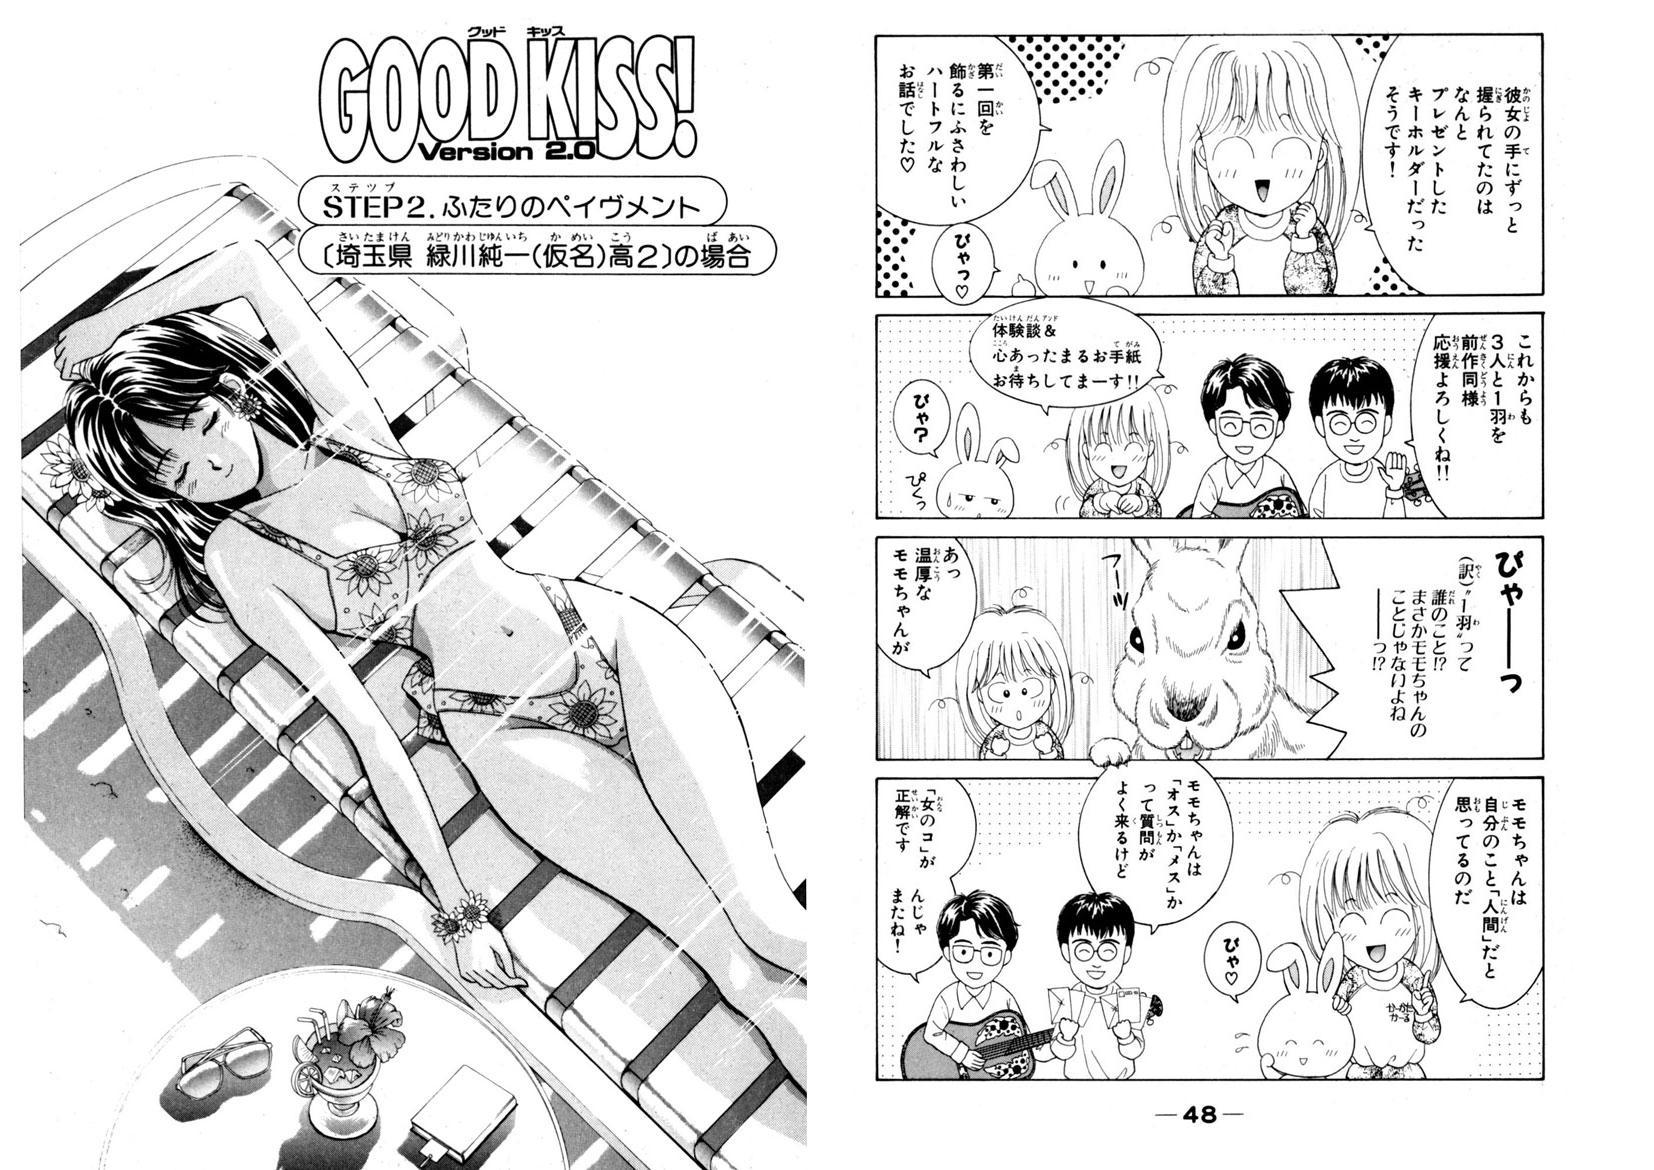 彼女の手にずっと
握られてたのは
なんと
プレゼントした
キーホルダーだった
そうです!
第一回を
飾るにふさわしい
ハートフルな
お話でした♡
ぴゃっ♡
これからも
3人と1羽を
前作同様
応援よろしくね!!
体験談&
心あったまるお手紙
お待ちしてまーす!!
ぴゃ?
ぴくっ
ぴゃーーっ
(訳)“1羽”って
誰のこと!?
まさかモモちゃんの
ことじゃないよね
――っ!?
フーッ
あっ
温厚な
モモちゃんが
モモちゃんは
自分のこと「人間」だと
思ってるのだ
ぴゃ♡
モモちゃんは
「オス」か「メス」か
って質問が
よく来るけど
「女のコ」が
正解です
んじゃ
またね!
—48—
グッド キッス
GOOD KISS!
Version 2.0
STEP2.ふたりのペイヴメント
〔埼玉県 緑川純一(仮名)高2〕の場合